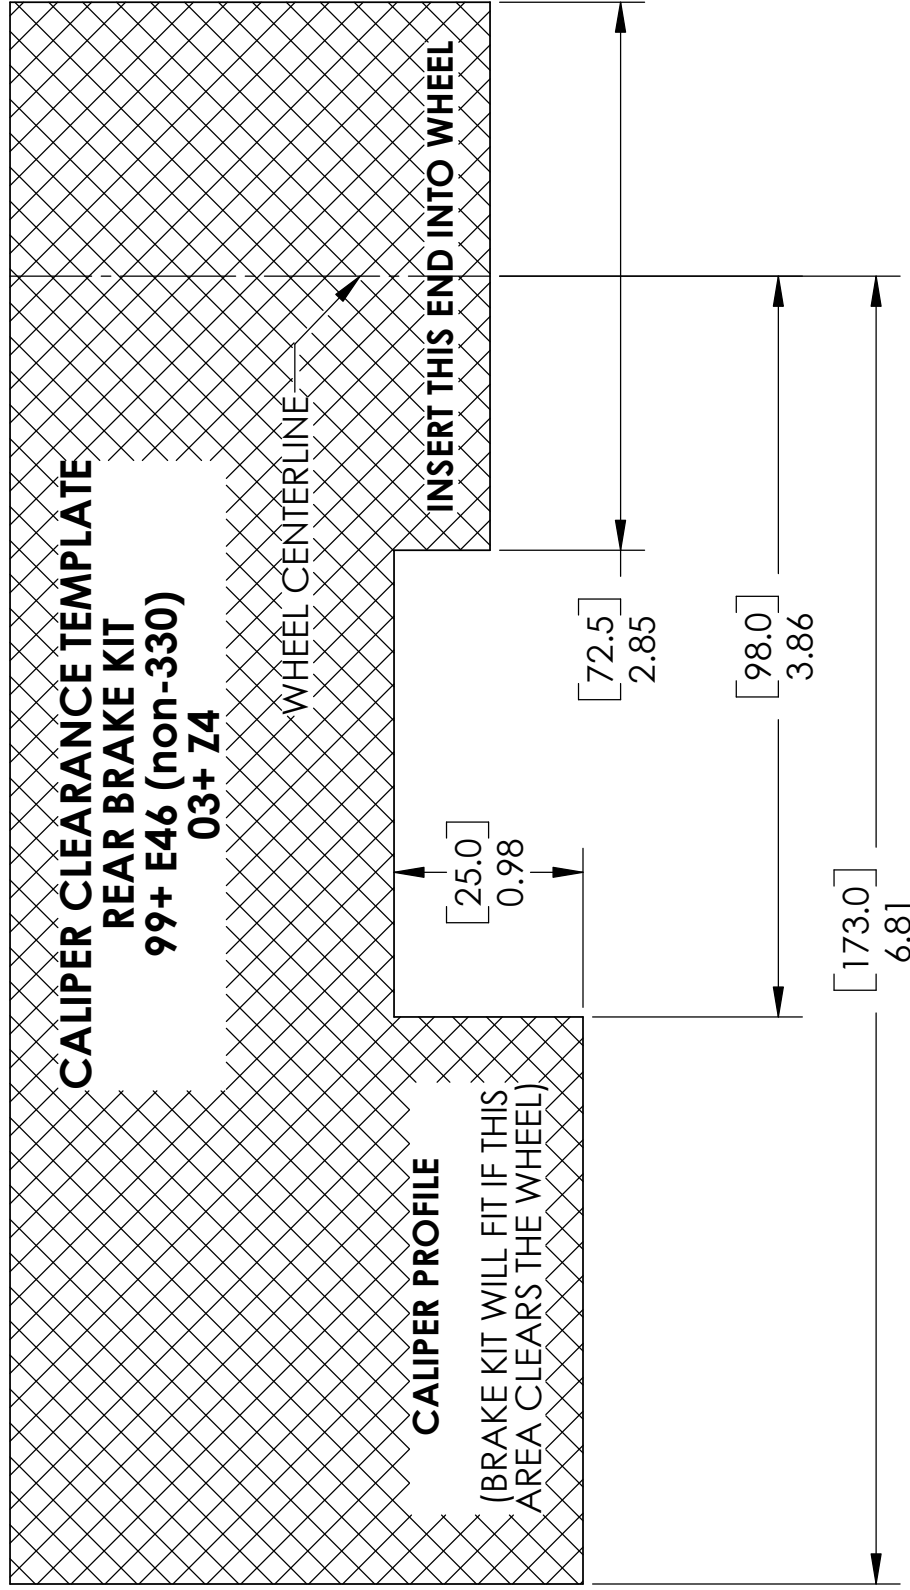 CALIPER CLEARANCE TEMPLATE
REAR BRAKE KIT
99+ E46 (non-330)
03+ Z4
WHEEL CENTERLINE
INSERT THIS END INTO WHEEL
CALIPER PROFILE
(BRAKE KIT WILL FIT IF THIS
AREA CLEARS THE WHEEL)
[25.0]
0.98
[72.5]
2.85
[98.0]
3.86
[173.0]
6.81